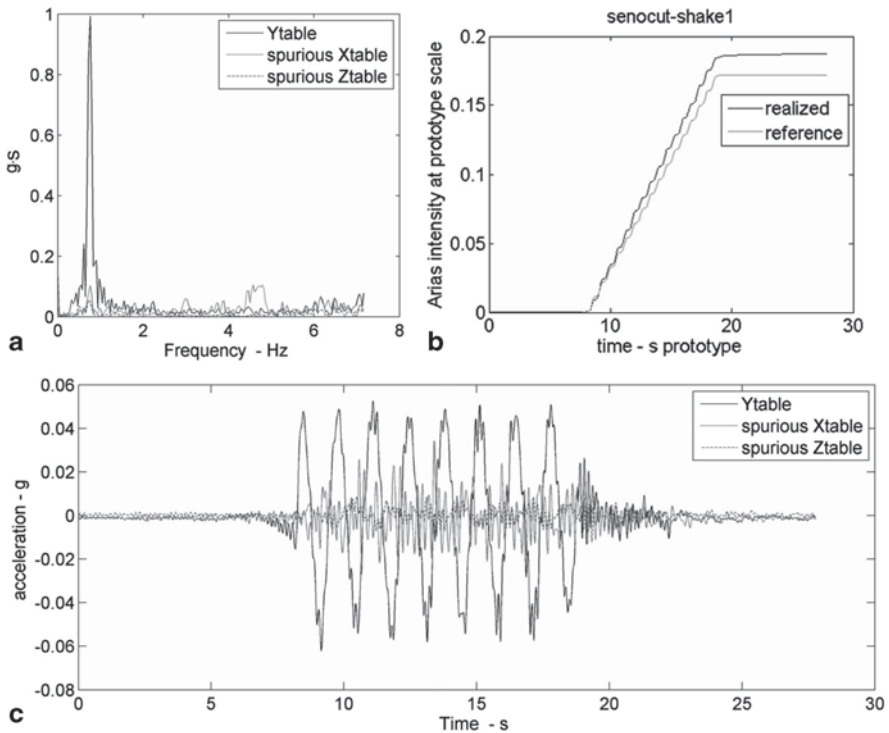 Ytable
spurious Xtable
spurious Ztable
g·s
1
0.8
0.6
0.4
0.2
0
0 2 4 6 8
Frequency - Hz
a
senocut-shake1
realized
reference
Arias intensity at prototype scale
0.2
0.15
0.1
0.05
0
0 10 20 30
time - s prototype
b
Ytable
spurious Xtable
spurious Ztable
acceleration - g
0.06
0.04
0.02
0
-0.02
-0.04
-0.06
-0.08
0 5 10 15 20 25 30
Time - s
c